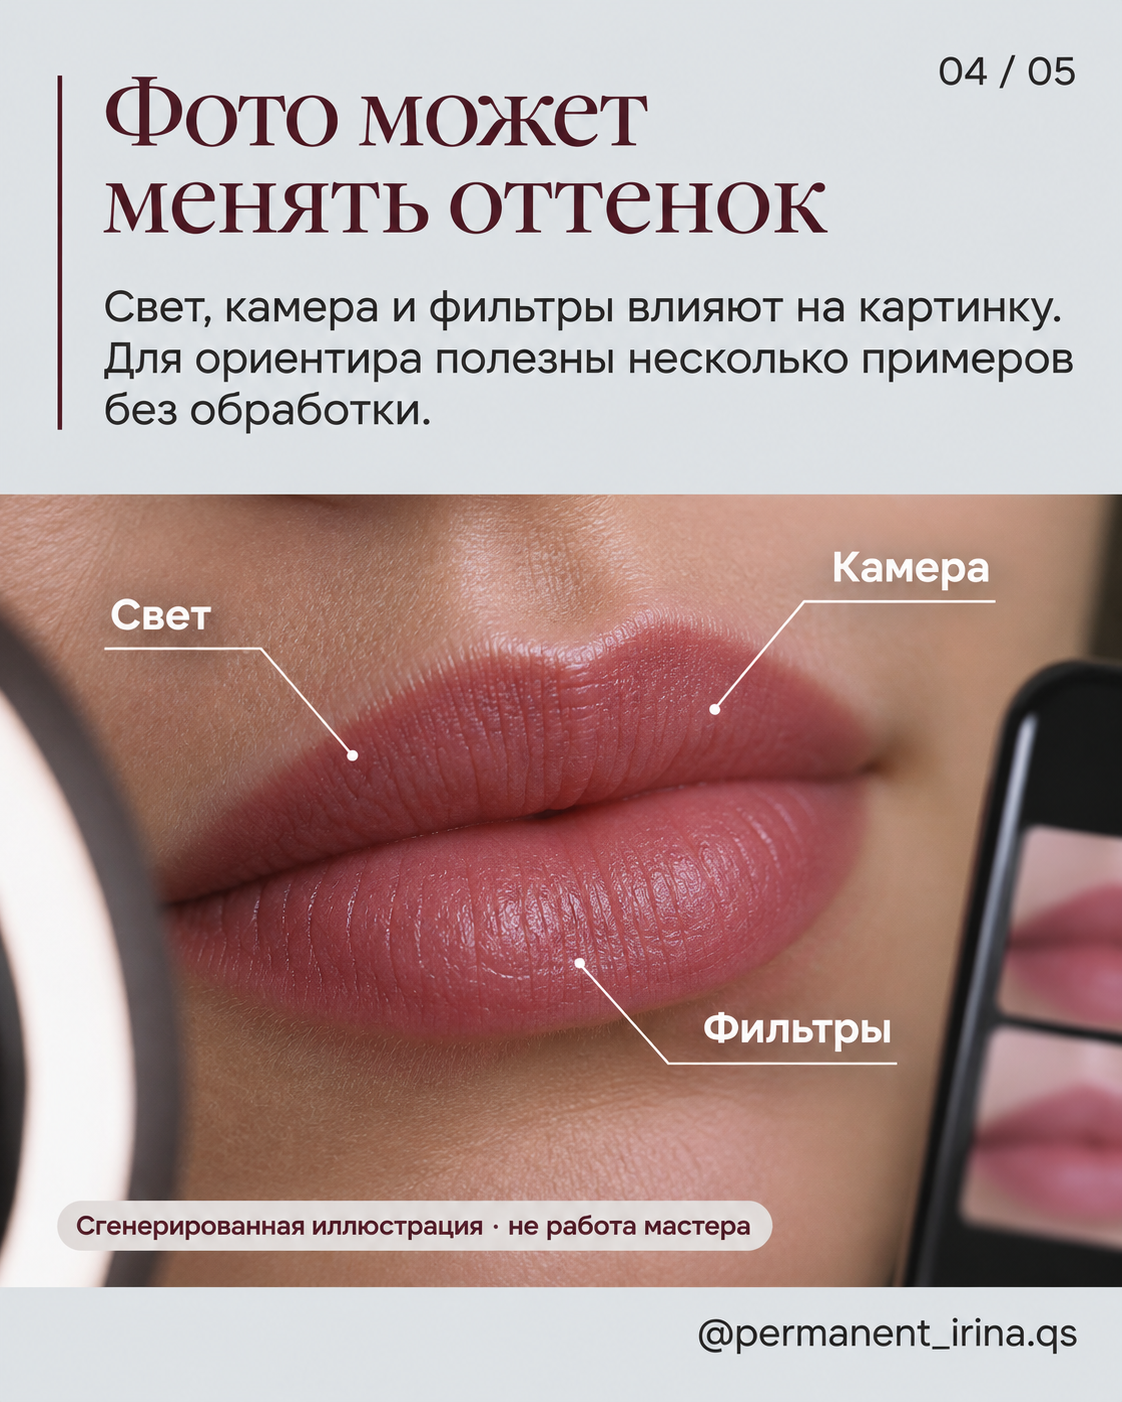 04 / 05
Фото может
менять оттенок
Свет, камера и фильтры влияют на картинку.
Для ориентира полезны несколько примеров
без обработки.
Камера
Свет
Фильтры
Сгенерированная иллюстрация · не работа мастера
@permanent_irina.qs